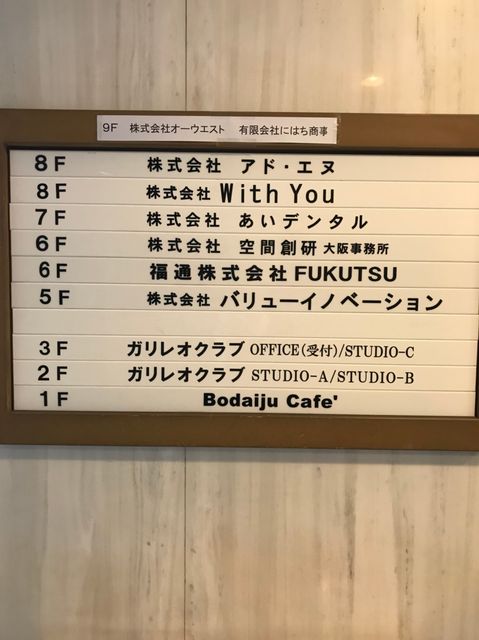 9F 株式会社オーウエスト 有限会社にはち商事
8F 株式会社 アド・エヌ
8F 株式会社 With You
7F 株式会社 あいデンタル
6F 株式会社 空間創研 大阪事務所
6F 福通株式会社 FUKUTSU
5F 株式会社 バリューイノベーション
3F ガリレオクラブ OFFICE(受付)/STUDIO-C
2F ガリレオクラブ STUDIO-A/STUDIO-B
1F Bodaiju Cafe'